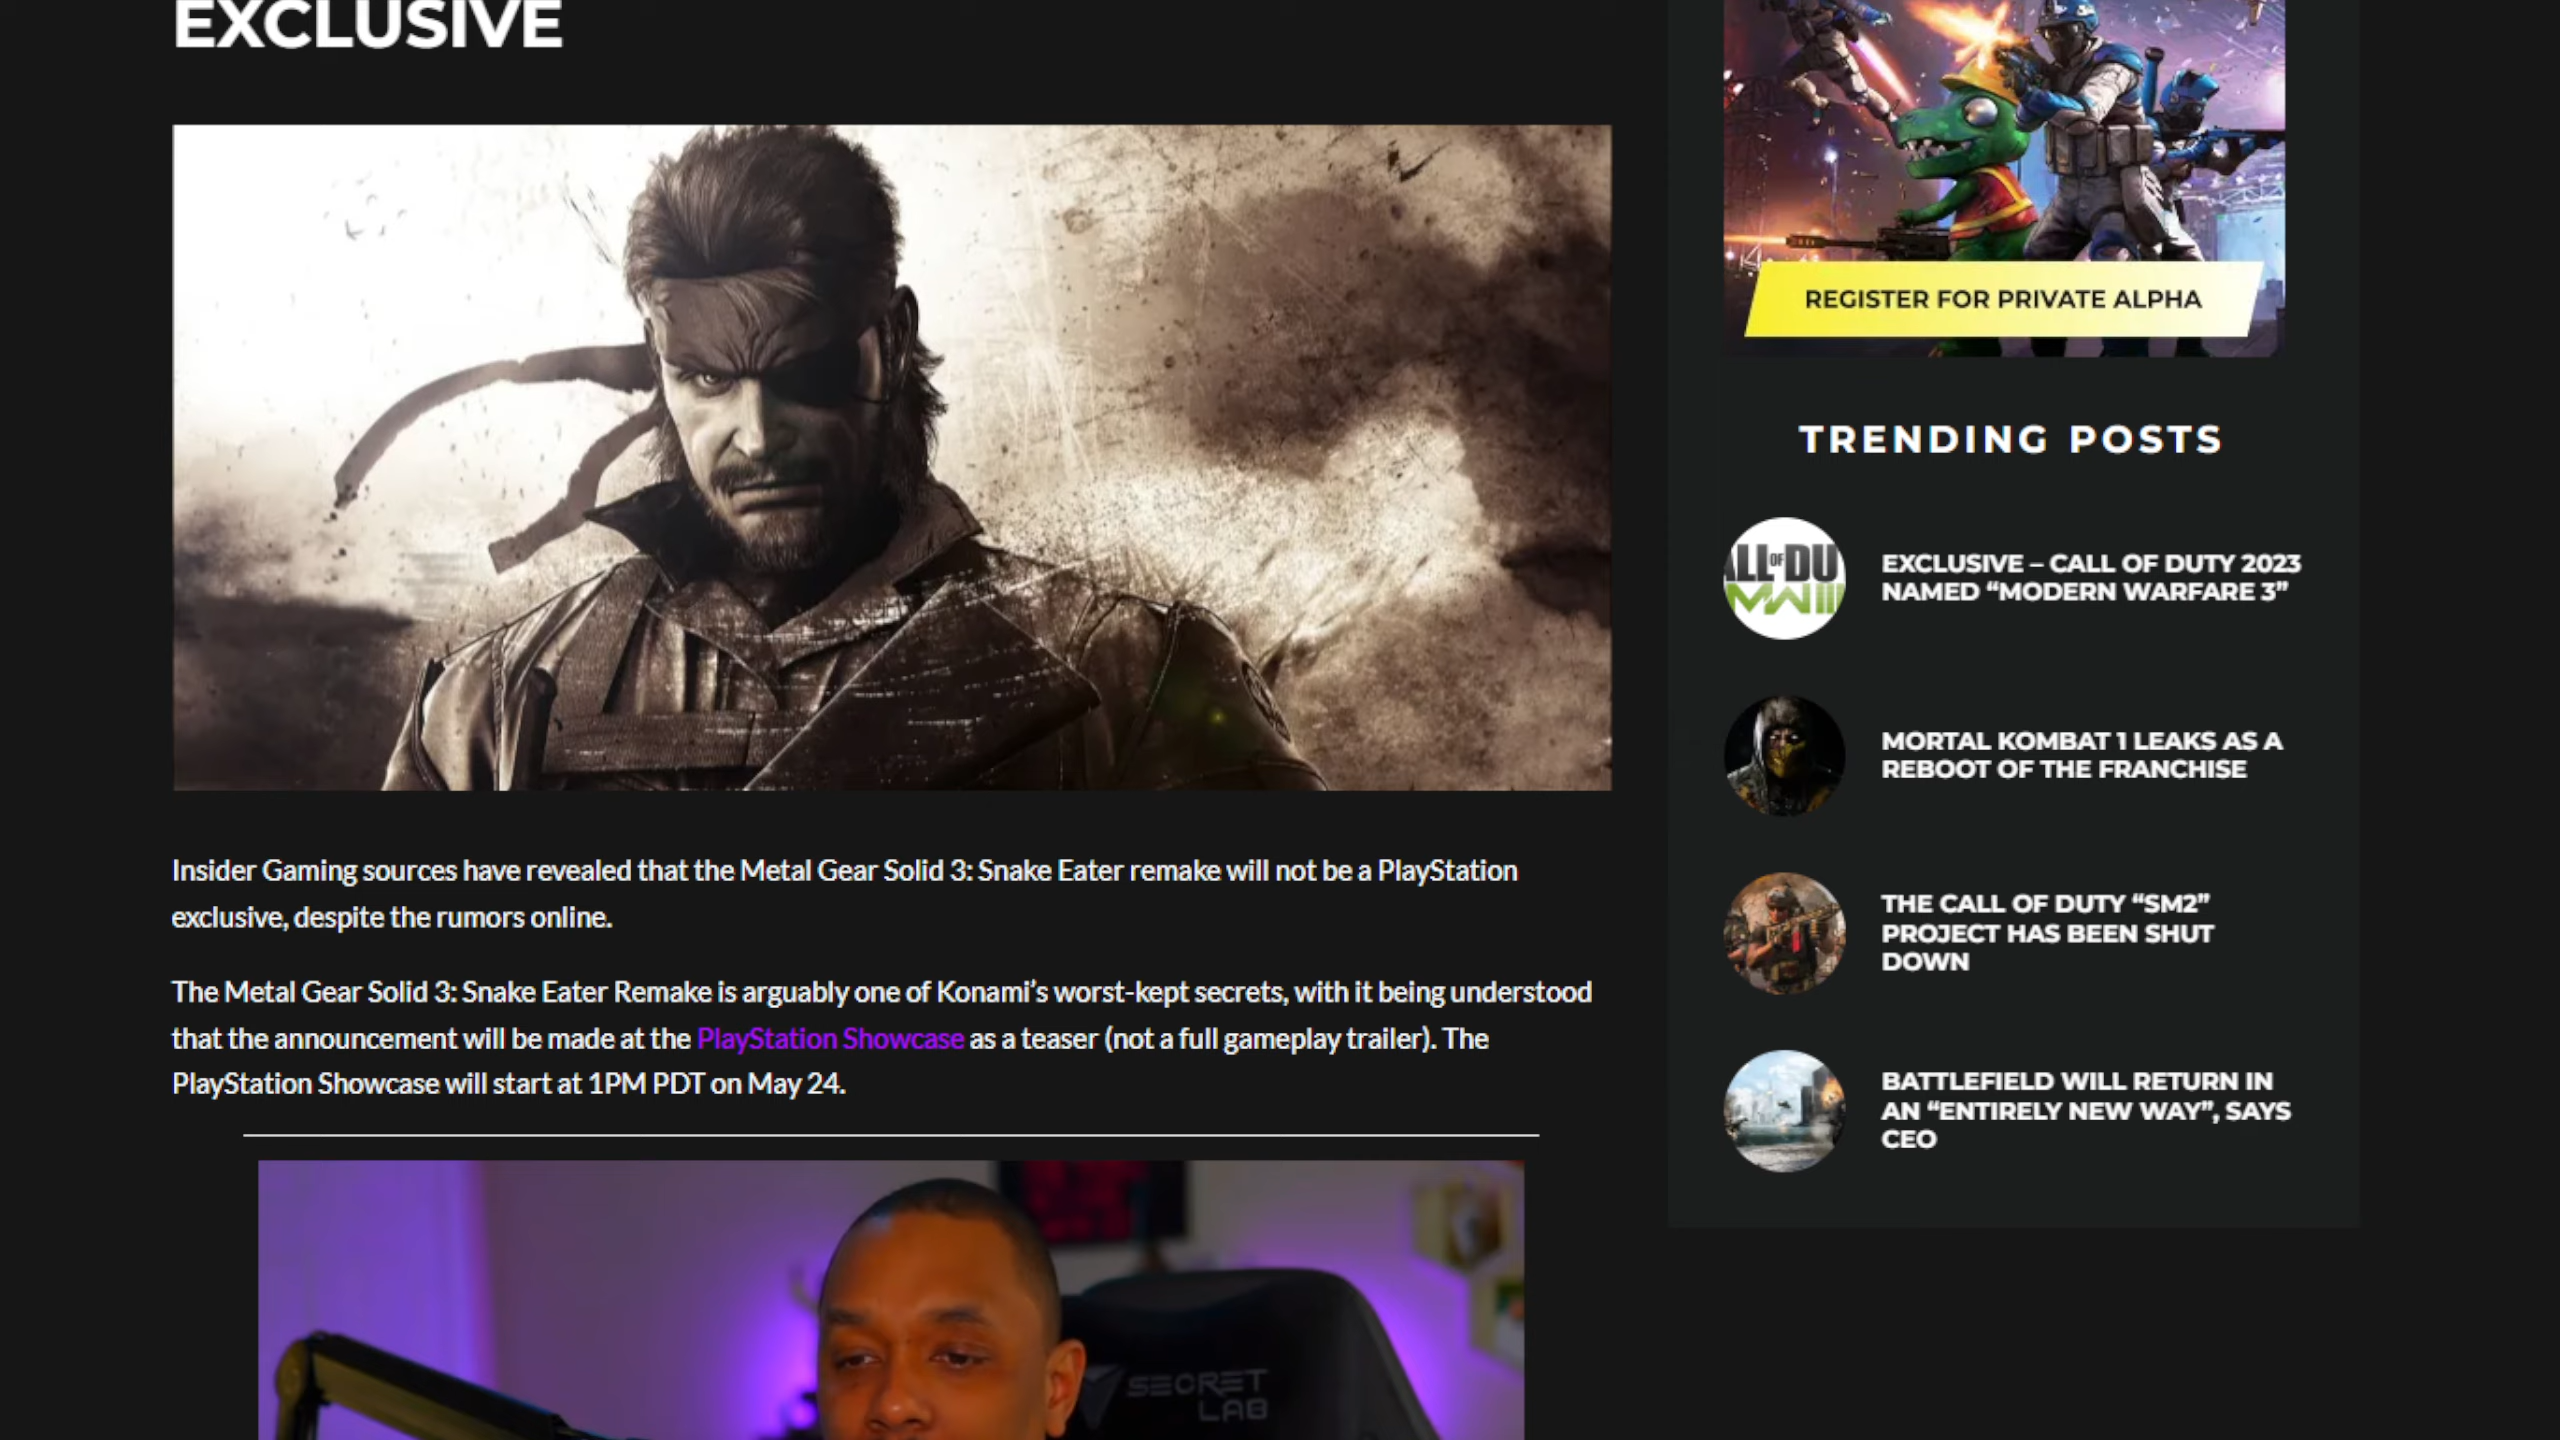 EXCLUSIVE
REGISTER FOR PRIVATE ALPHA
TRENDING POSTS
ALL OF DU
MWIII
EXCLUSIVE – CALL OF DUTY 2023
NAMED “MODERN WARFARE 3”
MORTAL KOMBAT 1 LEAKS AS A
REBOOT OF THE FRANCHISE
THE CALL OF DUTY “SM2”
PROJECT HAS BEEN SHUT
DOWN
BATTLEFIELD WILL RETURN IN
AN “ENTIRELY NEW WAY”, SAYS
CEO
Insider Gaming sources have revealed that the Metal Gear Solid 3: Snake Eater remake will not be a PlayStation
exclusive, despite the rumors online.
The Metal Gear Solid 3: Snake Eater Remake is arguably one of Konami’s worst-kept secrets, with it being understood
that the announcement will be made at the PlayStation Showcase as a teaser (not a full gameplay trailer). The
PlayStation Showcase will start at 1PM PDT on May 24.
SECRET
LAB